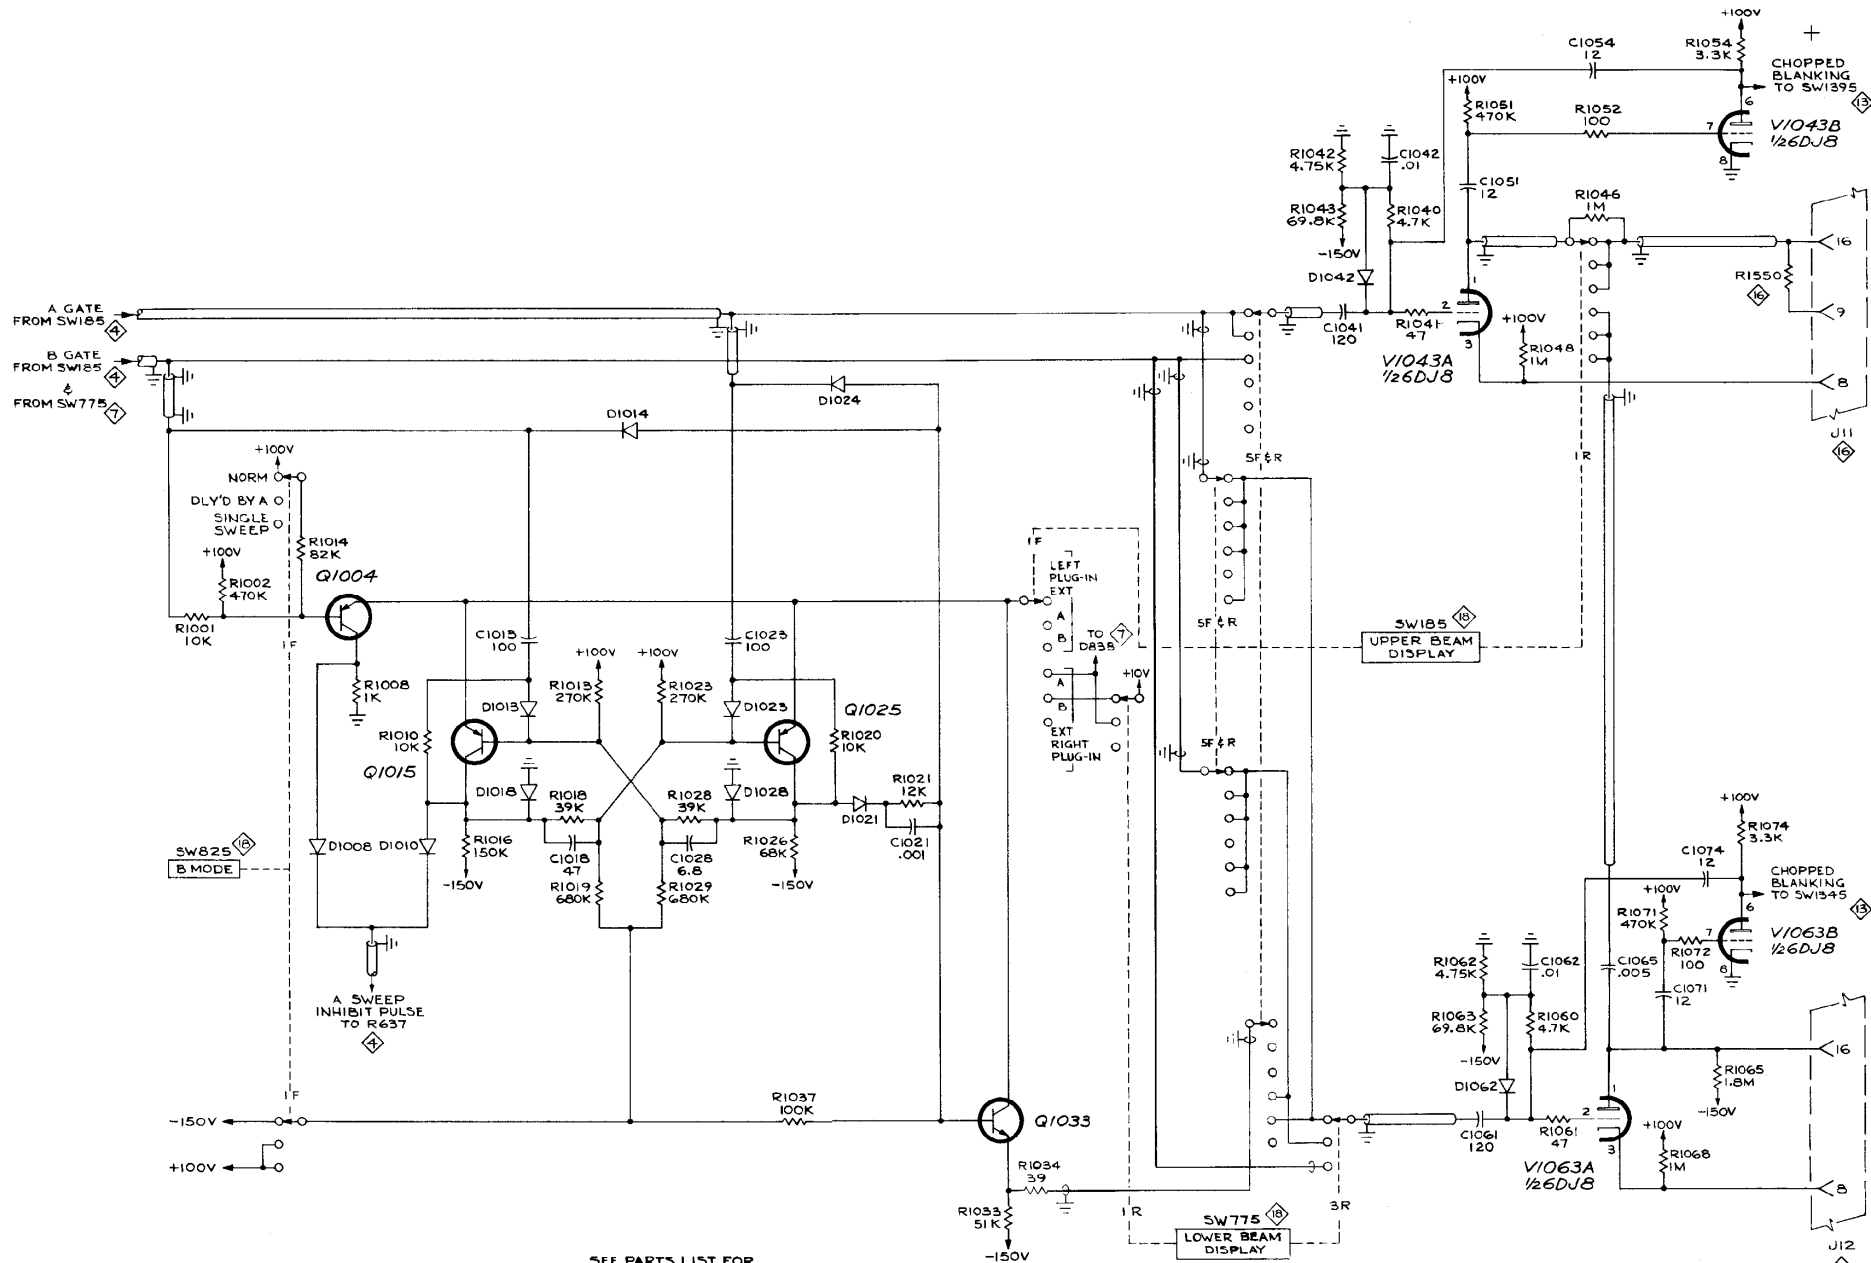 +100V
C1054
12
R1054
3.3K
CHOPPED
BLANKING
TO SW1395
13
6
7
8
V1043B
1/2 6DJ8
+100V
R1051
470K
R1052
100
R1042
4.75K
C1042
.01
C1051
12
R1043
69.8K
R1040
4.7K
-150V
D1042
R1046
1M
16
R1550
16
9
A GATE
FROM SW185
4
B GATE
FROM SW185
4
&
FROM SW775
7
C1041
120
R1041
47
1
2
3
V1043A
1/2 6DJ8
+100V
R1048
1M
8
J11
16
D1024
D1014
5F & R
1R
+100V
NORM
DLY'D BY A
SINGLE
SWEEP
R1014
82K
+100V
R1002
470K
Q1004
R1001
10K
1F
1F
LEFT
PLUG-IN
EXT
A
B
TO
D838
7
A
B
EXT
RIGHT
PLUG-IN
+10V
5F & R
SW185
18
UPPER BEAM
DISPLAY
R1008
1K
C1013
100
+100V
+100V
C1023
100
R1013
270K
R1023
270K
D1013
D1023
Q1025
R1010
10K
R1020
10K
Q1015
5F & R
D1018
R1018
39K
R1028
39K
D1028
R1021
12K
D1021
C1021
.001
SW825
18
B MODE
D1008
D1010
R1016
150K
C1018
47
C1028
6.8
R1026
68K
-150V
R1019
680K
R1029
680K
-150V
+100V
R1074
3.3K
C1074
12
CHOPPED
BLANKING
TO SW1345
13
+100V
R1071
470K
6
7
8
V1063B
1/2 6DJ8
R1072
100
R1062
4.75K
C1062
.01
C1065
.005
C1071
12
R1063
69.8K
R1060
4.7K
-150V
A SWEEP
INHIBIT PULSE
TO R637
4
16
D1062
R1065
1.8M
-150V
1F
-150V
+100V
R1037
100K
Q1033
C1061
120
R1061
47
1
2
3
V1063A
1/2 6DJ8
+100V
R1068
1M
8
R1034
39
R1033
51K
-150V
1R
3R
SW775
18
LOWER BEAM
DISPLAY
J12
SEE PARTS LIST FOR